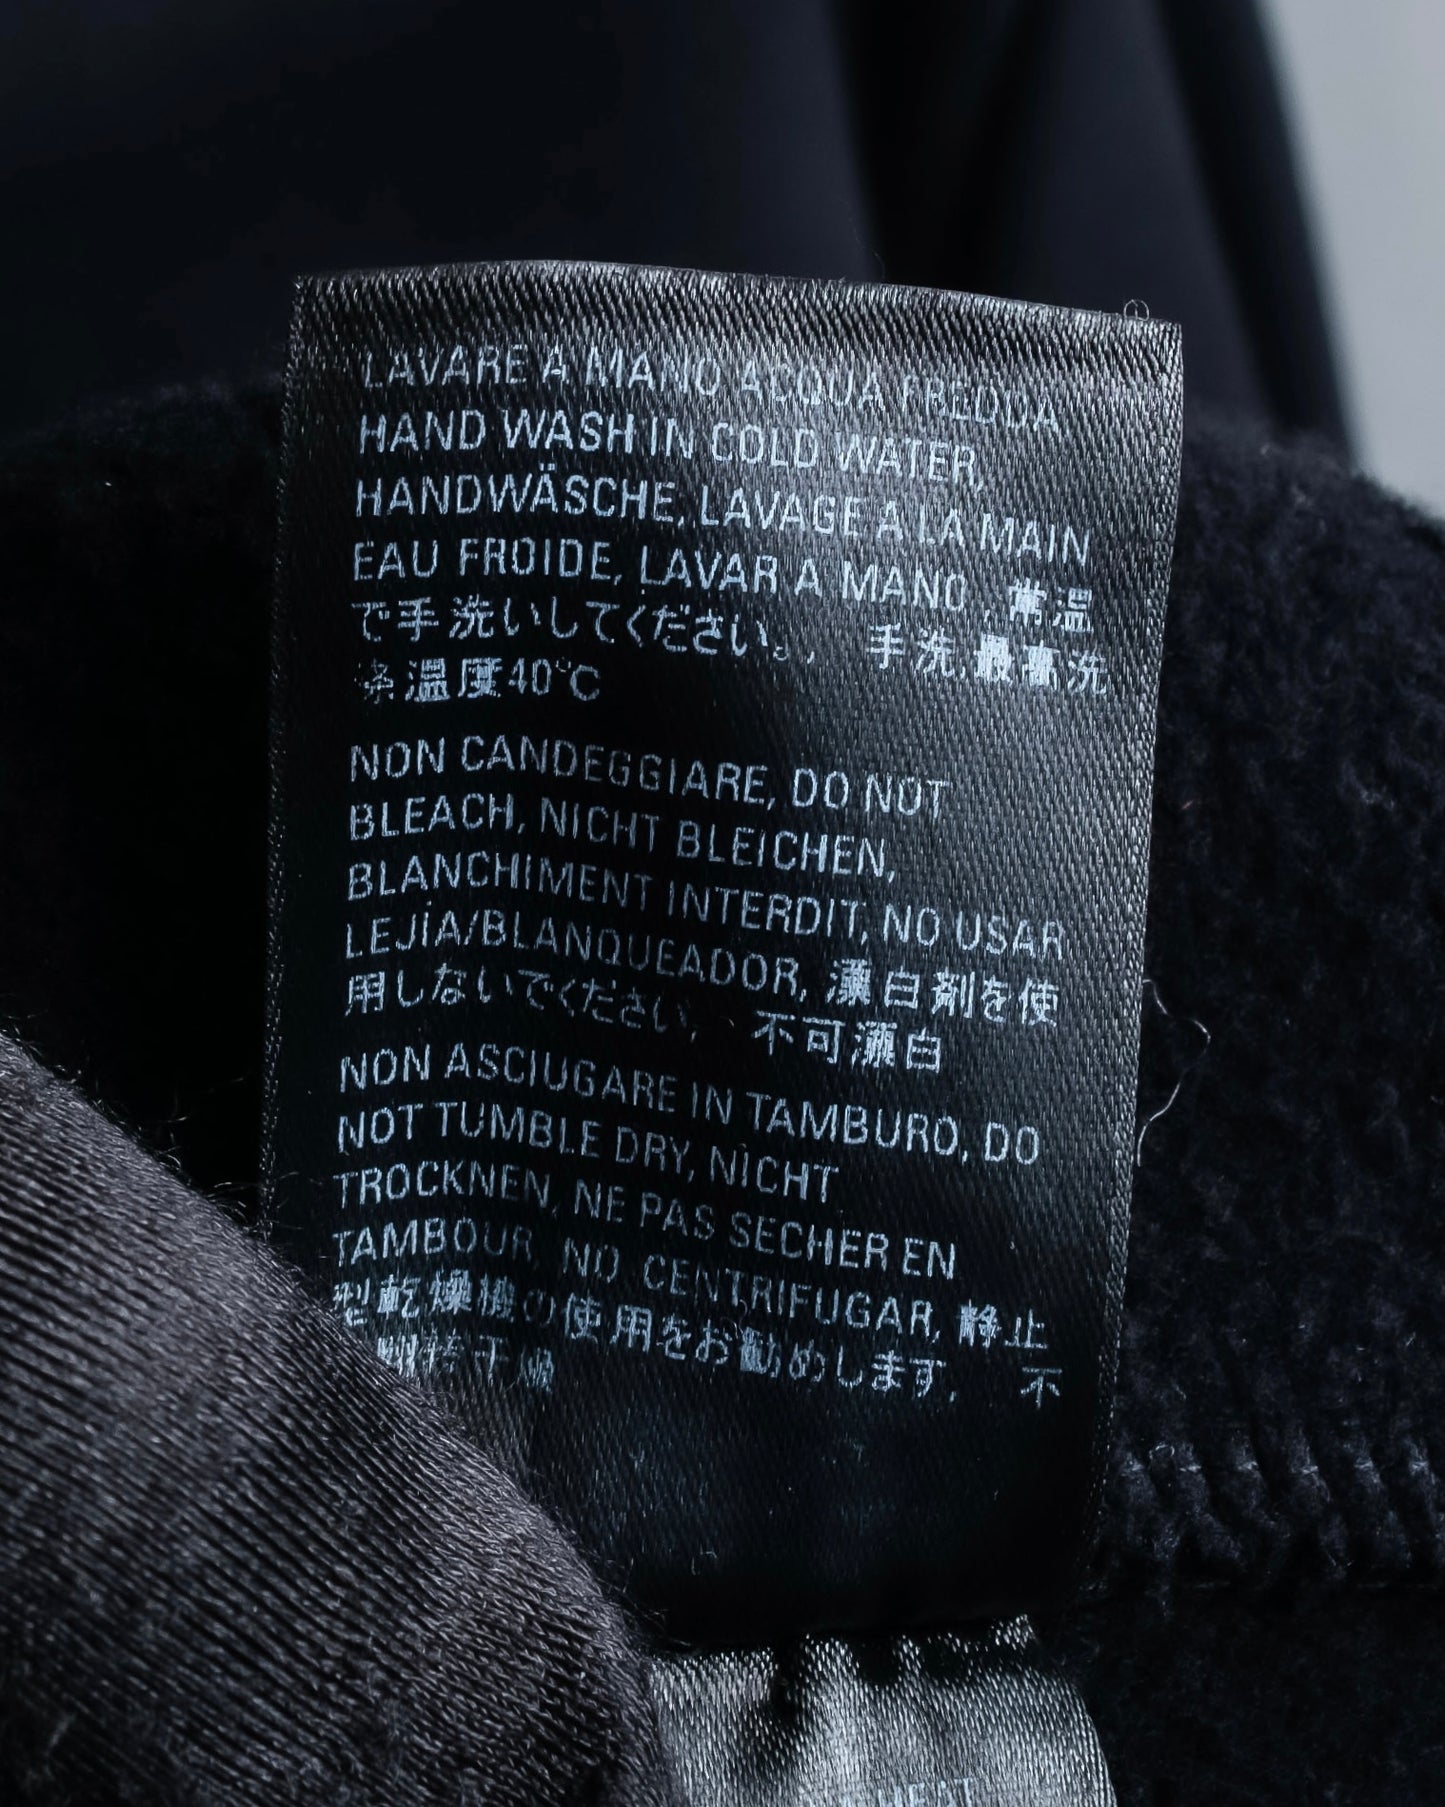 LAVARE A MANO ACQUA FREDDA
HAND WASH IN COLD WATER,
HANDWÄSCHE, LAVAGE A LA MAIN
EAU FROIDE, LAVAR A MANO , 常温
で手洗いしてください。, 手洗,最高洗
条温度40°C
NON CANDEGGIARE, DO NOT
BLEACH, NICHT BLEICHEN,
BLANCHIMENT INTERDIT, NO USAR
LEJiA/BLANQUEADOR, 漂白剤を使
用しないでください, 不可漂白
NON ASCIUGARE IN TAMBURO, DO
NOT TUMBLE DRY, NICHT
TROCKNEN, NE PAS SECHER EN
TAMBOUR, NO CENTRIFUGAR, 静止
型乾燥機の使用をお勧めします, 不
转干